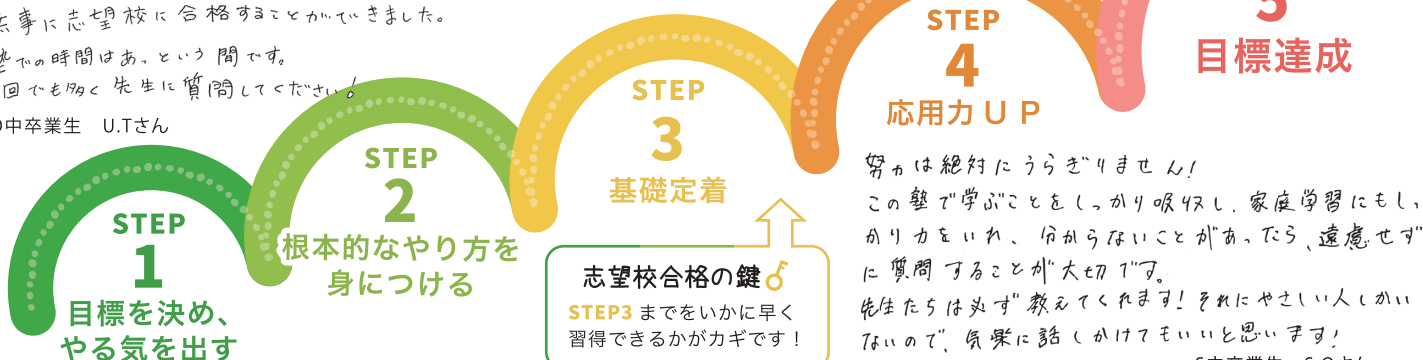 事に志望校に合格することができました。
塾での時間はあっという間です。
回でも多く先生に質問してください!
中卒業生 U.Tさん
STEP
1
目標を決め、
やる気を出す
STEP
2
根本的なやり方を
身につける
STEP
3
基礎定着
志望校合格の鍵
STEP3 までをいかに早く
習得できるかがカギです！
STEP
4
応用力UP
5
目標達成
努力は絶対にうらぎりません!
この塾で学ぶことをしっかり吸収し、家庭学習にもしっ
かり力をいれ、分からないことがあったら、遠慮せず
に質問することが大切です。
先生たちは必ず教えてくれます!それにやさしい人しかい
ないので、気楽に話しかけてもいいと思います!